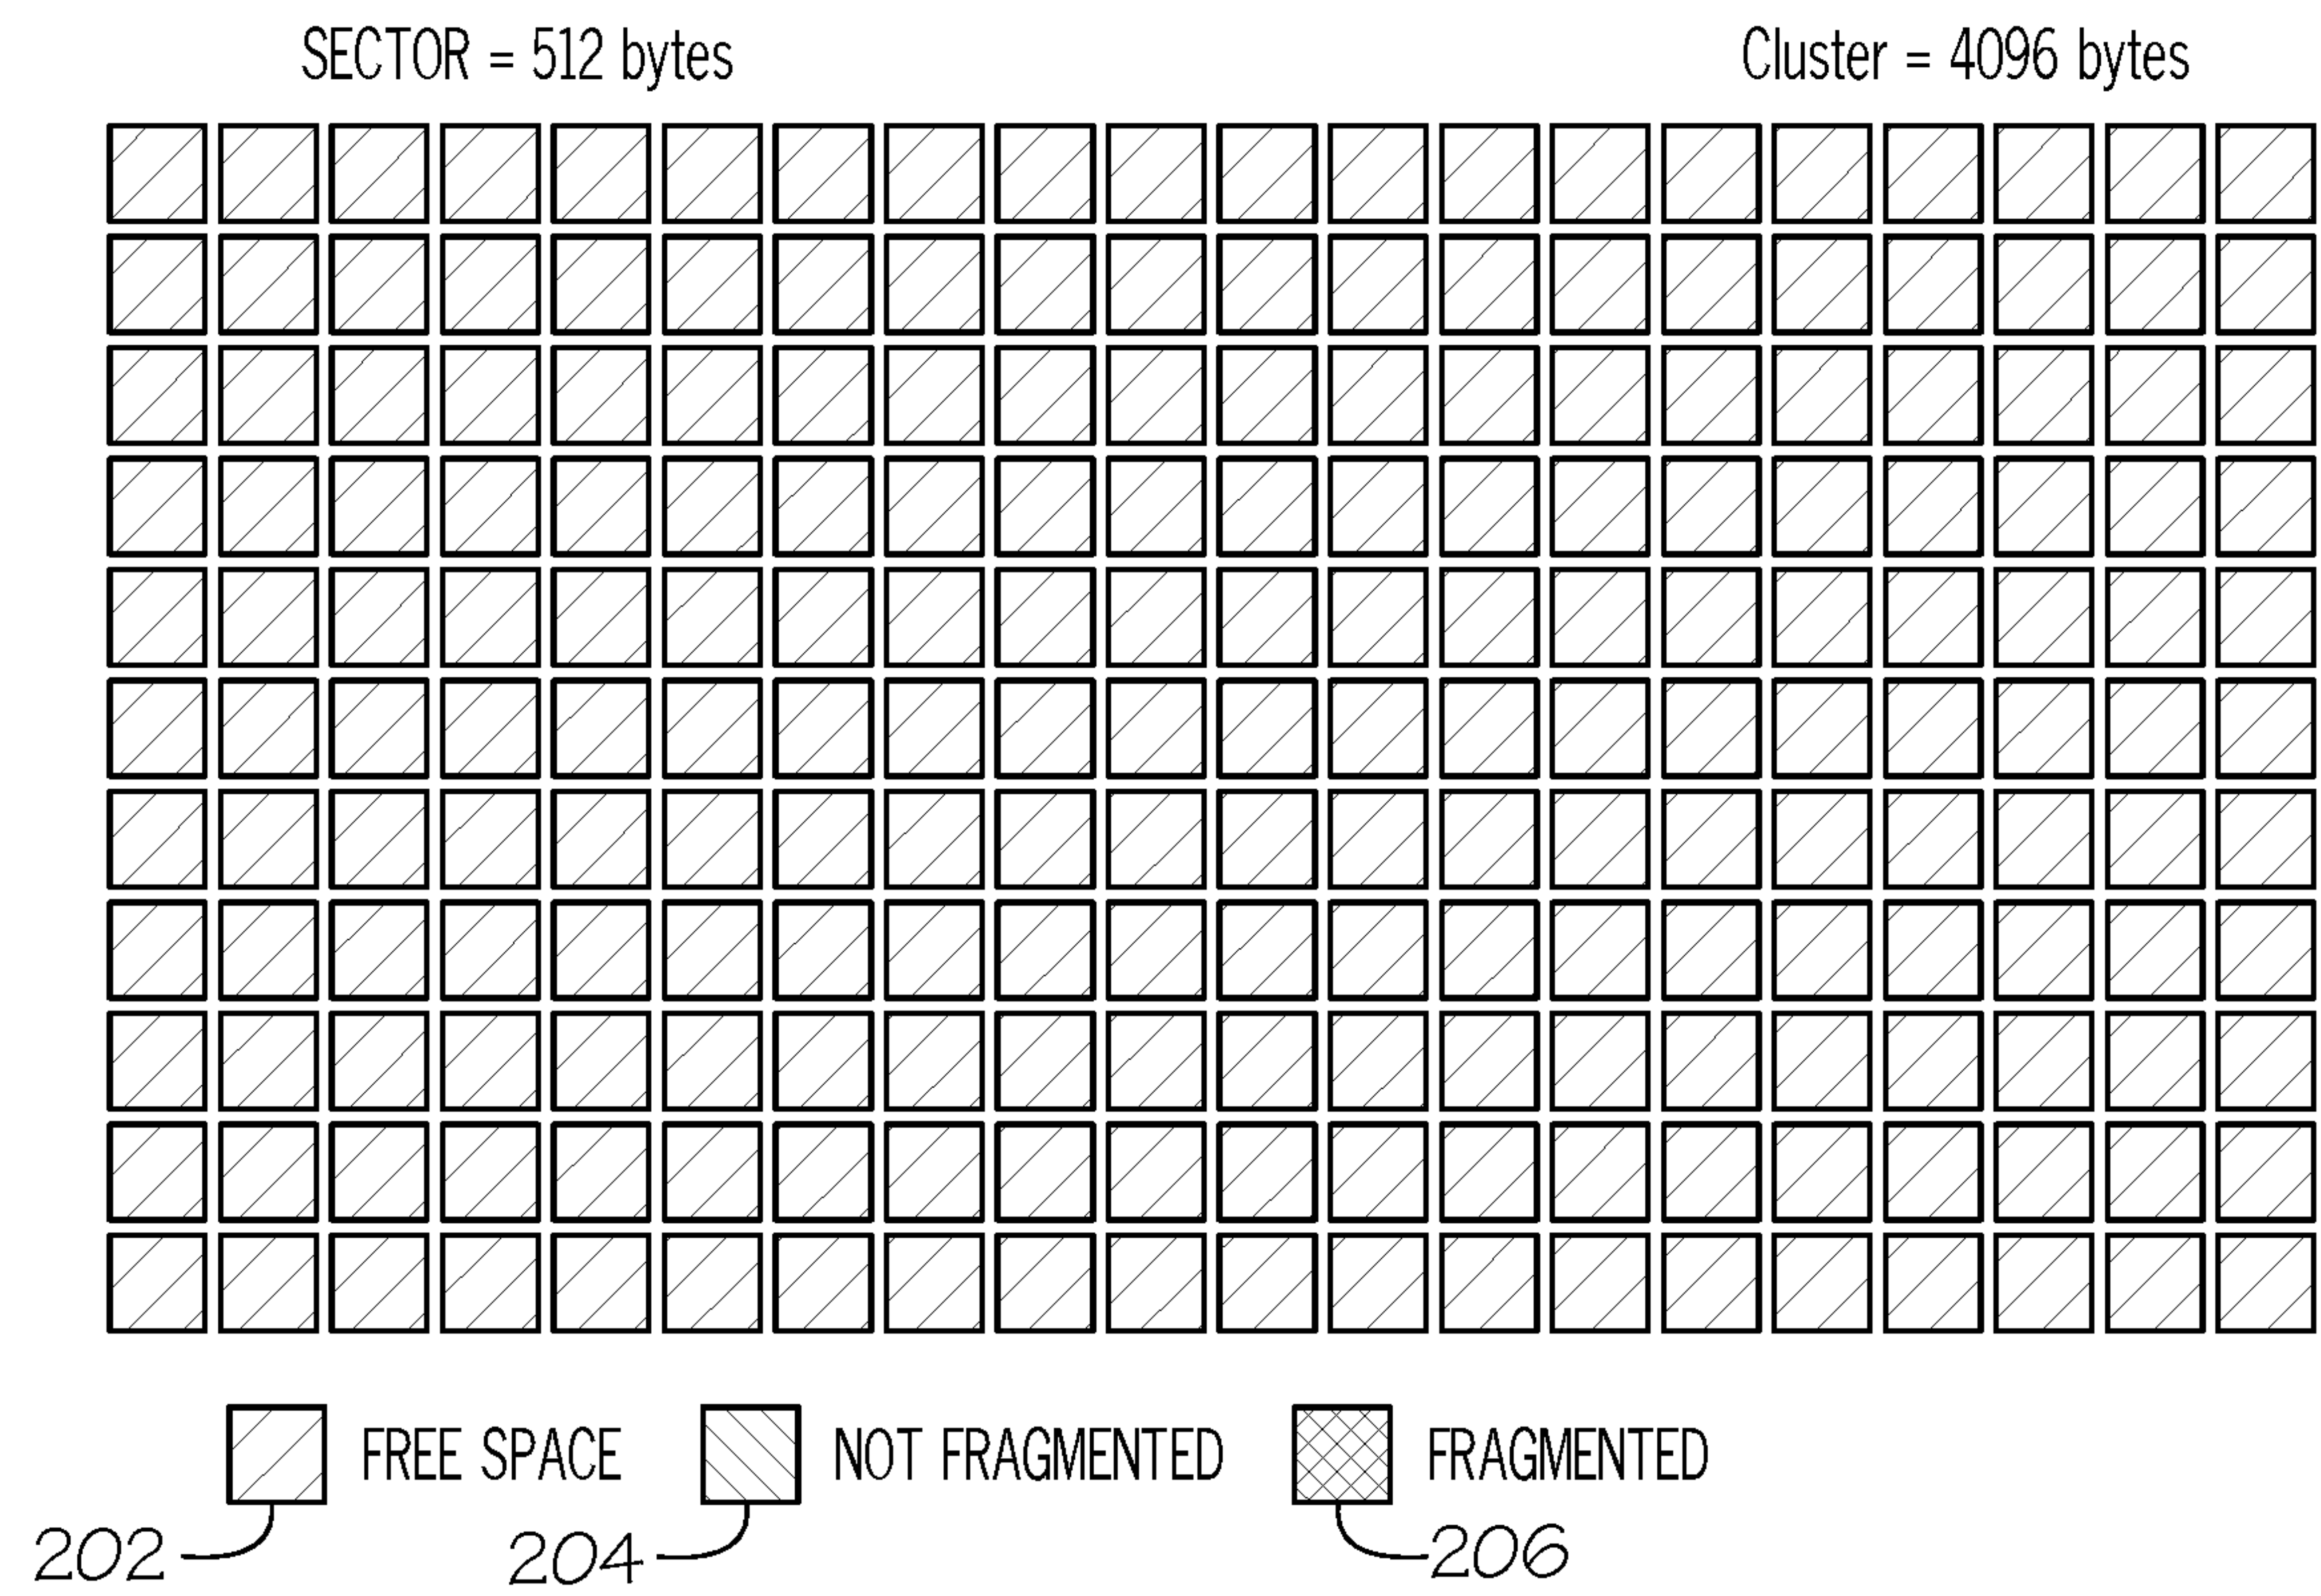 SECTOR = 512 bytes
Cluster = 4096 bytes
FREE SPACE
NOT FRAGMENTED
FRAGMENTED
202
204
206